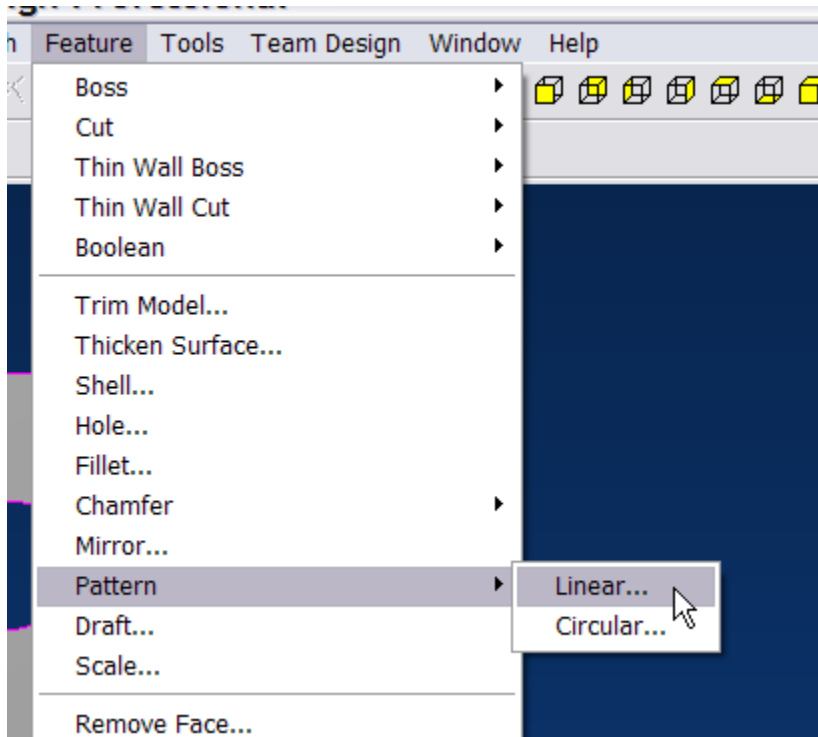 Feature Tools Team Design Window Help
Boss
Cut
Thin Wall Boss
Thin Wall Cut
Boolean
Trim Model...
Thicken Surface...
Shell...
Hole...
Fillet...
Chamfer
Mirror...
Pattern
Linear...
Draft...
Circular...
Scale...
Remove Face...